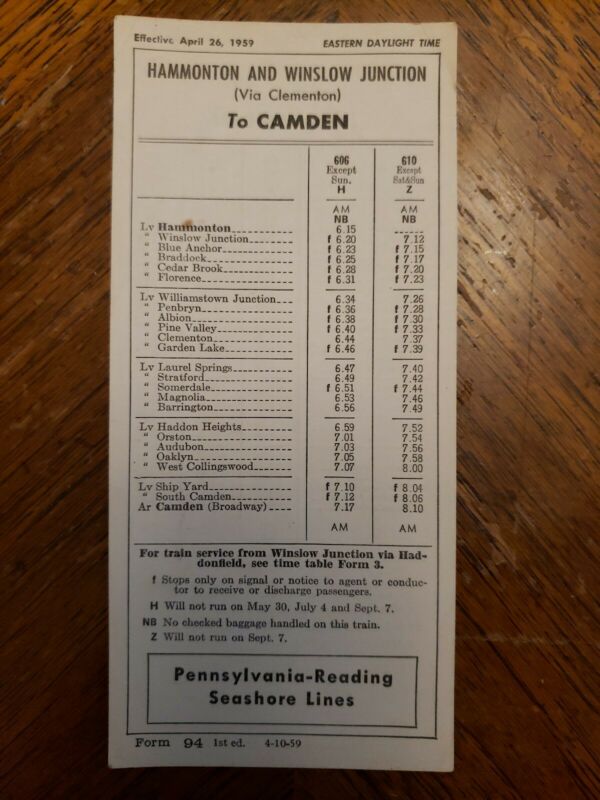 Effective April 26, 1959 EASTERN DAYLIGHT TIME
HAMMONTON AND WINSLOW JUNCTION
(Via Clementon)
To CAMDEN
606 610
Except Except
Sun. Sat&Sun
H Z
AM AM
NB NB
Lv Hammonton 6.15 ------
" Winslow Junction f 6.20 7.12
" Blue Anchor f 6.23 f 7.15
" Braddock f 6.25 f 7.17
" Cedar Brook f 6.28 f 7.20
" Florence f 6.31 f 7.23
Lv Williamstown Junction 6.34 7.26
" Penbryn f 6.36 f 7.28
" Albion f 6.38 f 7.30
" Pine Valley f 6.40 f 7.33
" Clementon 6.44 7.37
" Garden Lake f 6.46 f 7.39
Lv Laurel Springs 6.47 7.40
" Stratford 6.49 7.42
" Somerdale f 6.51 f 7.44
" Magnolia 6.53 7.46
" Barrington 6.56 7.49
Lv Haddon Heights 6.59 7.52
" Orston 7.01 7.54
" Audubon 7.03 7.56
" Oaklyn 7.05 7.58
" West Collingswood 7.07 8.00
Lv Ship Yard f 7.10 f 8.04
" South Camden f 7.12 f 8.06
Ar Camden (Broadway) 7.17 8.10
AM AM
For train service from Winslow Junction via Had-
donfield, see time table Form 3.
f Stops only on signal or notice to agent or conduc-
tor to receive or discharge passengers.
H Will not run on May 30, July 4 and Sept. 7.
NB No checked baggage handled on this train.
Z Will not run on Sept. 7.
Pennsylvania-Reading
Seashore Lines
Form 94 1st ed. 4-10-59